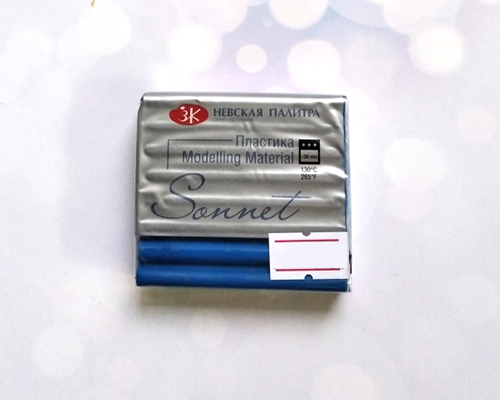 ЗК НЕВСКАЯ ПАЛИТРА
Пластика
Modelling Material
130°C
265°F
Sonnet